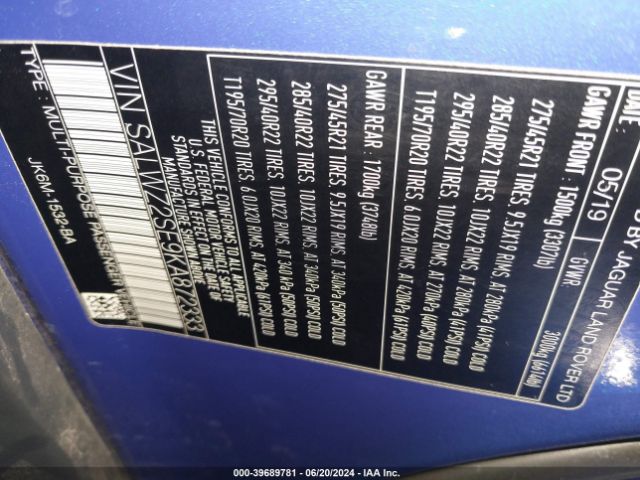 BY JAGUAR LAND ROVER LTD
05/19 GVWR: 3000kg (6614lb)
GAWR FRONT: 1500kg (3307lb)
275/45R21 TIRES 9.5JX19 RIMS, AT 280kPa (41PSI) COLD
285/40R22 TIRES 10JX22 RIMS, AT 280kPa (41PSI) COLD
295/40R22 TIRES 10JX22 RIMS, AT 270kPa (40PSI) COLD
T195/70R20 TIRES 6.0JX20 RIMS, AT 420kPa (61PSI) COLD
GAWR REAR: 1700kg (3748lb)
275/45R21 TIRES 9.5JX19 RIMS, AT 340kPa (50PSI) COLD
285/40R22 TIRES 10JX22 RIMS, AT 340kPa (50PSI) COLD
295/40R22 TIRES 10JX22 RIMS, AT 340kPa (50PSI) COLD
T195/70R20 TIRES 6.0JX20 RIMS, AT 420kPa (61PSI) COLD
THIS VEHICLE CONFORMS TO ALL APPLICABLE
U.S. FEDERAL MOTOR VEHICLE SAFETY
STANDARDS IN EFFECT ON THE DATE OF
MANUFACTURE
VIN
TYPE: MULTI-PURPOSE PASSENGER
JK6M-1535-BA
000-39689781 - 06/20/2024 - IAA Inc.